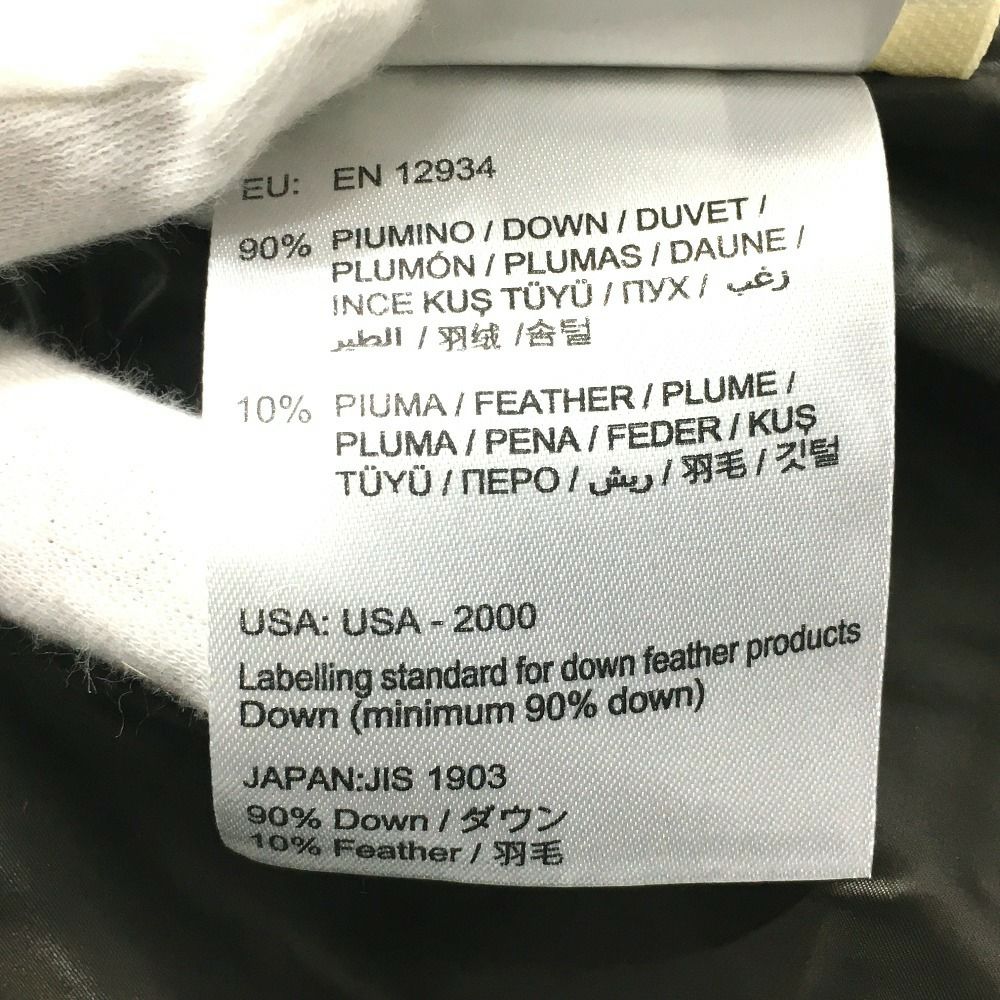 EU: EN 12934
90% PIUMINO / DOWN / DUVET /
PLUMÓN / PLUMAS / DAUNE /
INCE KUŞ TÜYÜ / ПУХ / زغب
الطير / 羽绒 / 솜털
10% PIUMA / FEATHER / PLUME /
PLUMA / PENA / FEDER / KUŞ
TÜYÜ / ПЕРО / ريش / 羽毛 / 깃털
USA: USA - 2000
Labelling standard for down feather products
Down (minimum 90% down)
JAPAN:JIS 1903
90% Down / ダウン
10% Feather / 羽毛